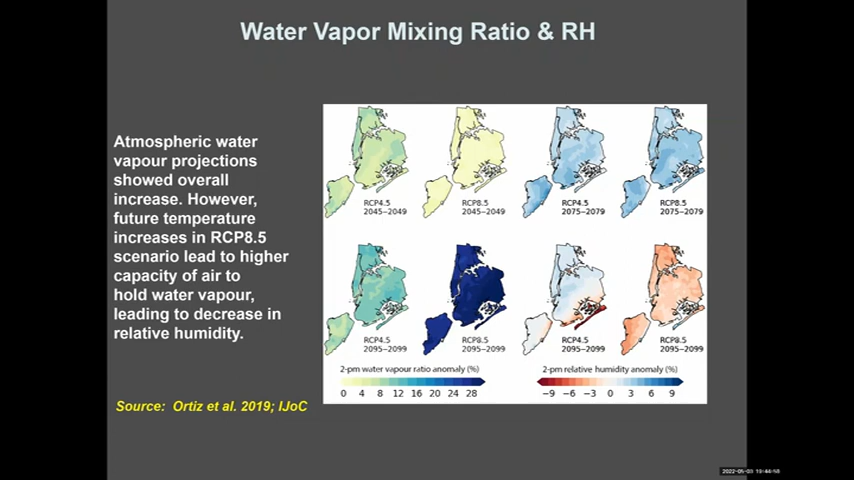 Water Vapor Mixing Ratio & RH
Atmospheric water
vapour projections
showed overall
increase. However,
future temperature
increases in RCP8.5
scenario lead to higher
capacity of air to
hold water vapour,
leading to decrease in
relative humidity.
Source: Ortiz et al. 2019; IJoC
RCP4.5
2045−2049
RCP8.5
2045−2049
RCP4.5
2075−2079
RCP8.5
2075−2079
RCP4.5
2095−2099
RCP8.5
2095−2099
RCP4.5
2095−2099
RCP8.5
2095−2099
2-pm water vapour ratio anomaly (%)
0 4 8 12 16 20 24 28
2-pm relative humidity anomaly (%)
−9 −6 −3 0 3 6 9